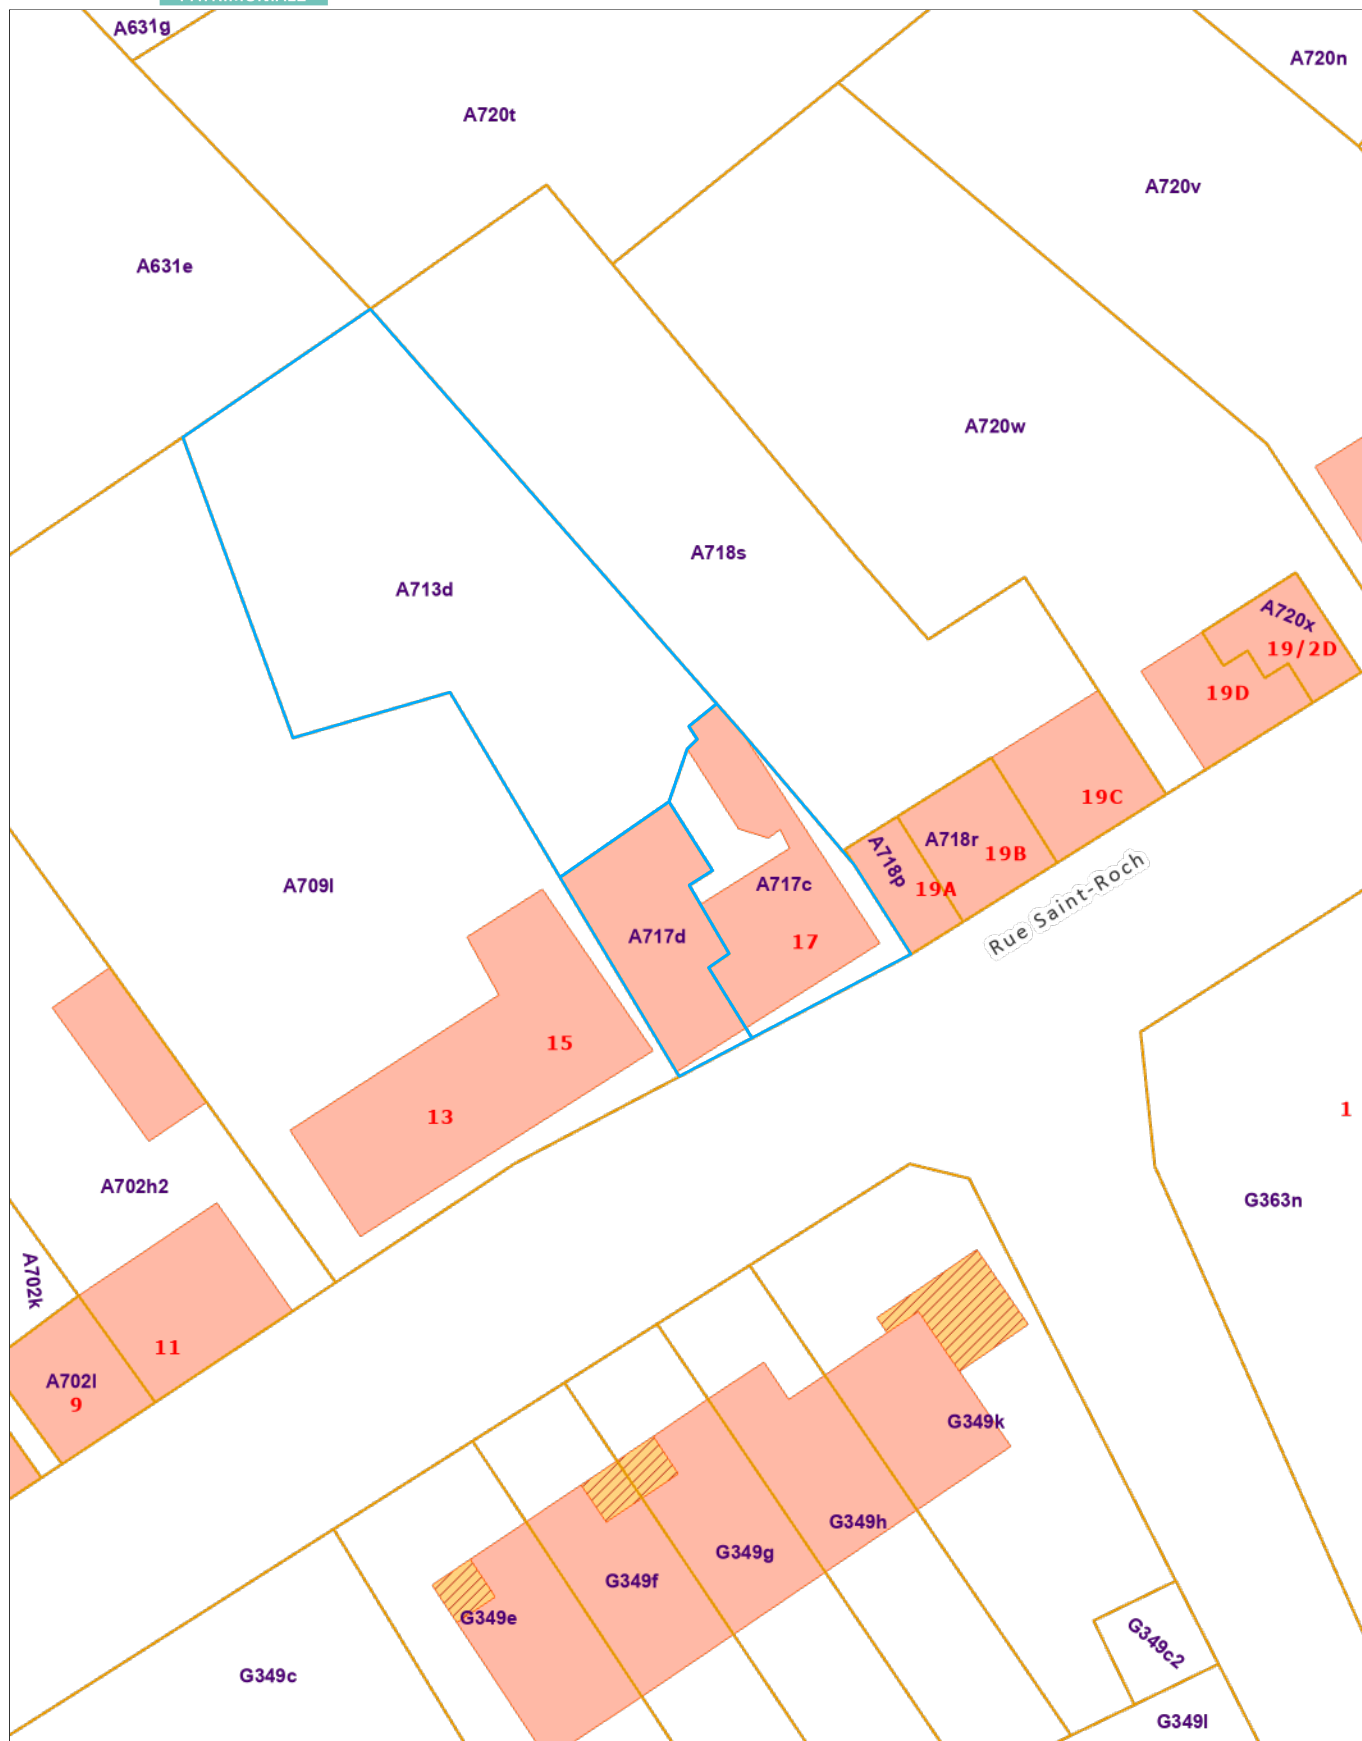 A631g
A720n
A720t
A720v
A631e
A720w
A718s
A713d
A720x
19/2D
19D
19C
A718r
19B
A718p
19A
A709l
A717c
Rue Saint-Roch
A717d
17
15
13
1
A702h2
G363n
A702k
11
A702l
9
G349k
G349h
G349g
G349f
G349e
G349c2
G349c
G349l